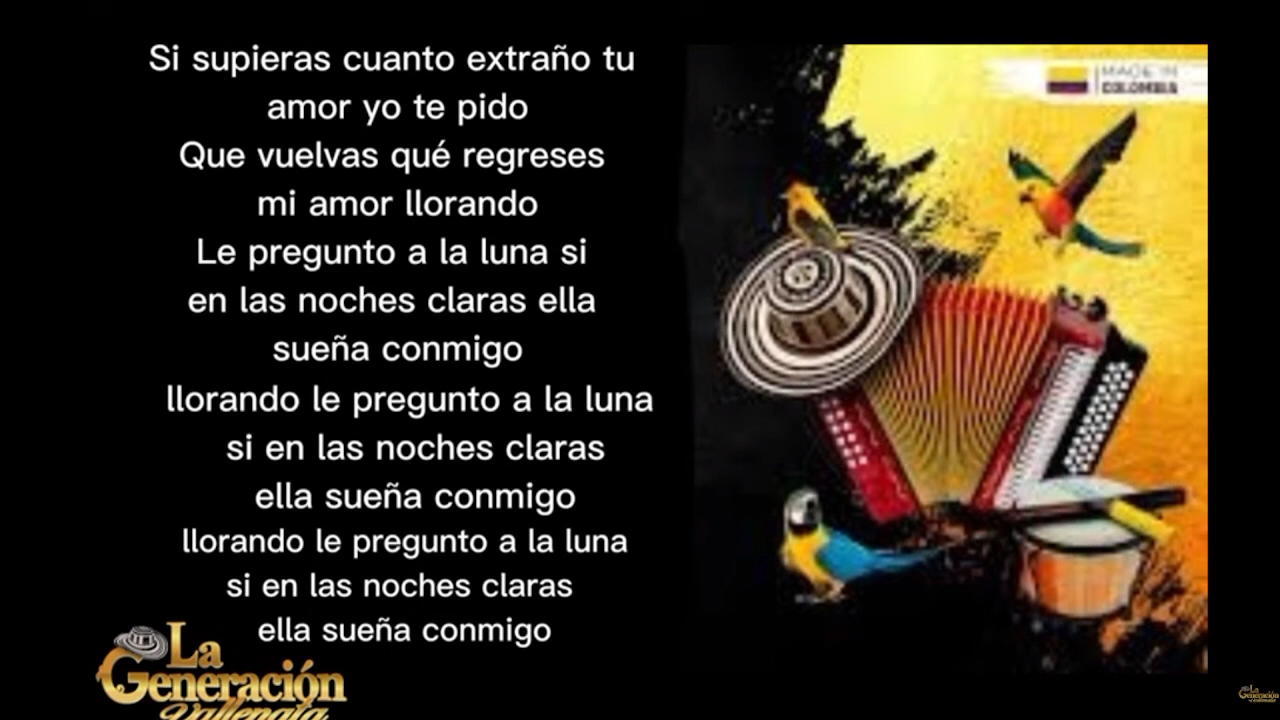 Si supieras cuanto extraño tu
amor yo te pido
Que vuelvas qué regreses
mi amor llorando
Le pregunto a la luna si
en las noches claras ella
sueña conmigo
llorando le pregunto a la luna
si en las noches claras
ella sueña conmigo
llorando le pregunto a la luna
si en las noches claras
ella sueña conmigo
La
Generación
Vallenata
MADE IN
COLOMBIA
La
Generación